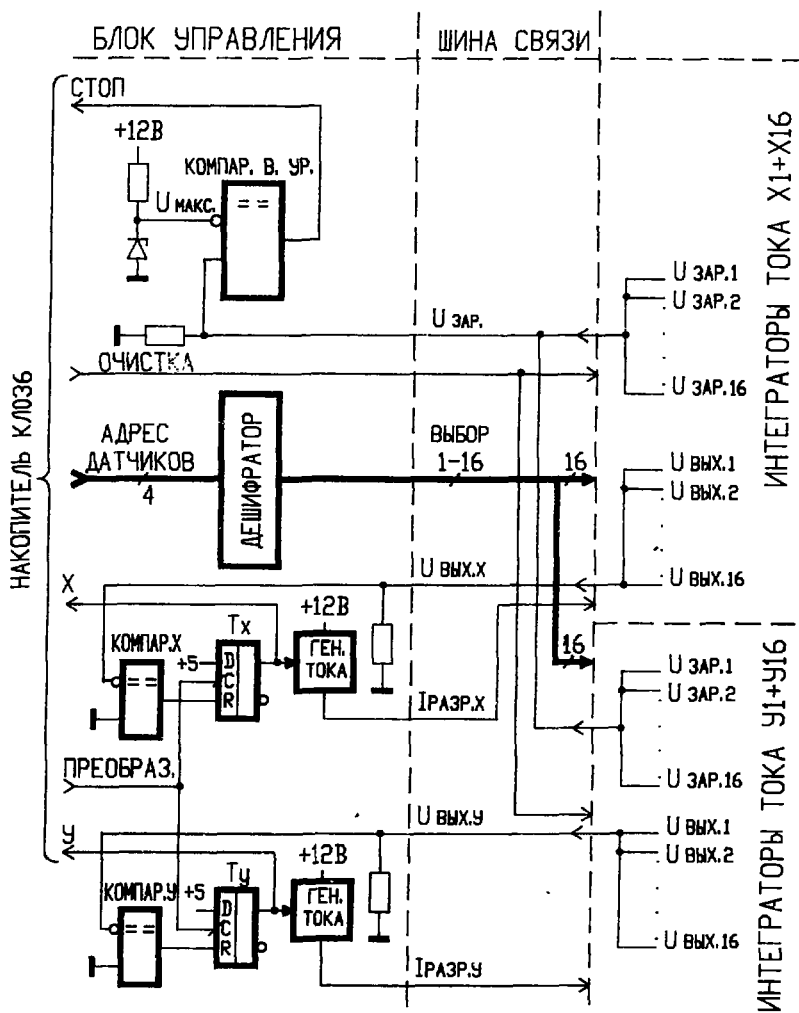 БЛОК УПРАВЛЕНИЯ
ШИНА СВЯЗИ
СТОП
+12В
КОМПАР. В. УР.
U МАКС.
= =
U ЗАР.
ОЧИСТКА
АДРЕС
ДАТЧИКОВ
4
ДЕШИФРАТОР
ВЫБОР
1-16
16
U ВЫХ.X
X
+12В
КОМПАР.X
Tx
+5
D
C
R
= =
ГЕН.
ТОКА
16
IРАЗР.X
ПРЕОБРАЗ.
U ВЫХ.У
У
+12В
КОМПАР.У
+5
Tу
D
C
R
= =
ГЕН.
ТОКА
IРАЗР.У
НАКОПИТЕЛЬ КЛ036
U ЗАР.1
U ЗАР.2
U ЗАР.16
U ВЫХ.1
U ВЫХ.2
U ВЫХ.16
ИНТЕГРАТОРЫ ТОКА X1+X16
U ЗАР.1
U ЗАР.2
U ЗАР.16
U ВЫХ.1
U ВЫХ.2
U ВЫХ.16
ИНТЕГРАТОРЫ ТОКА У1+У16